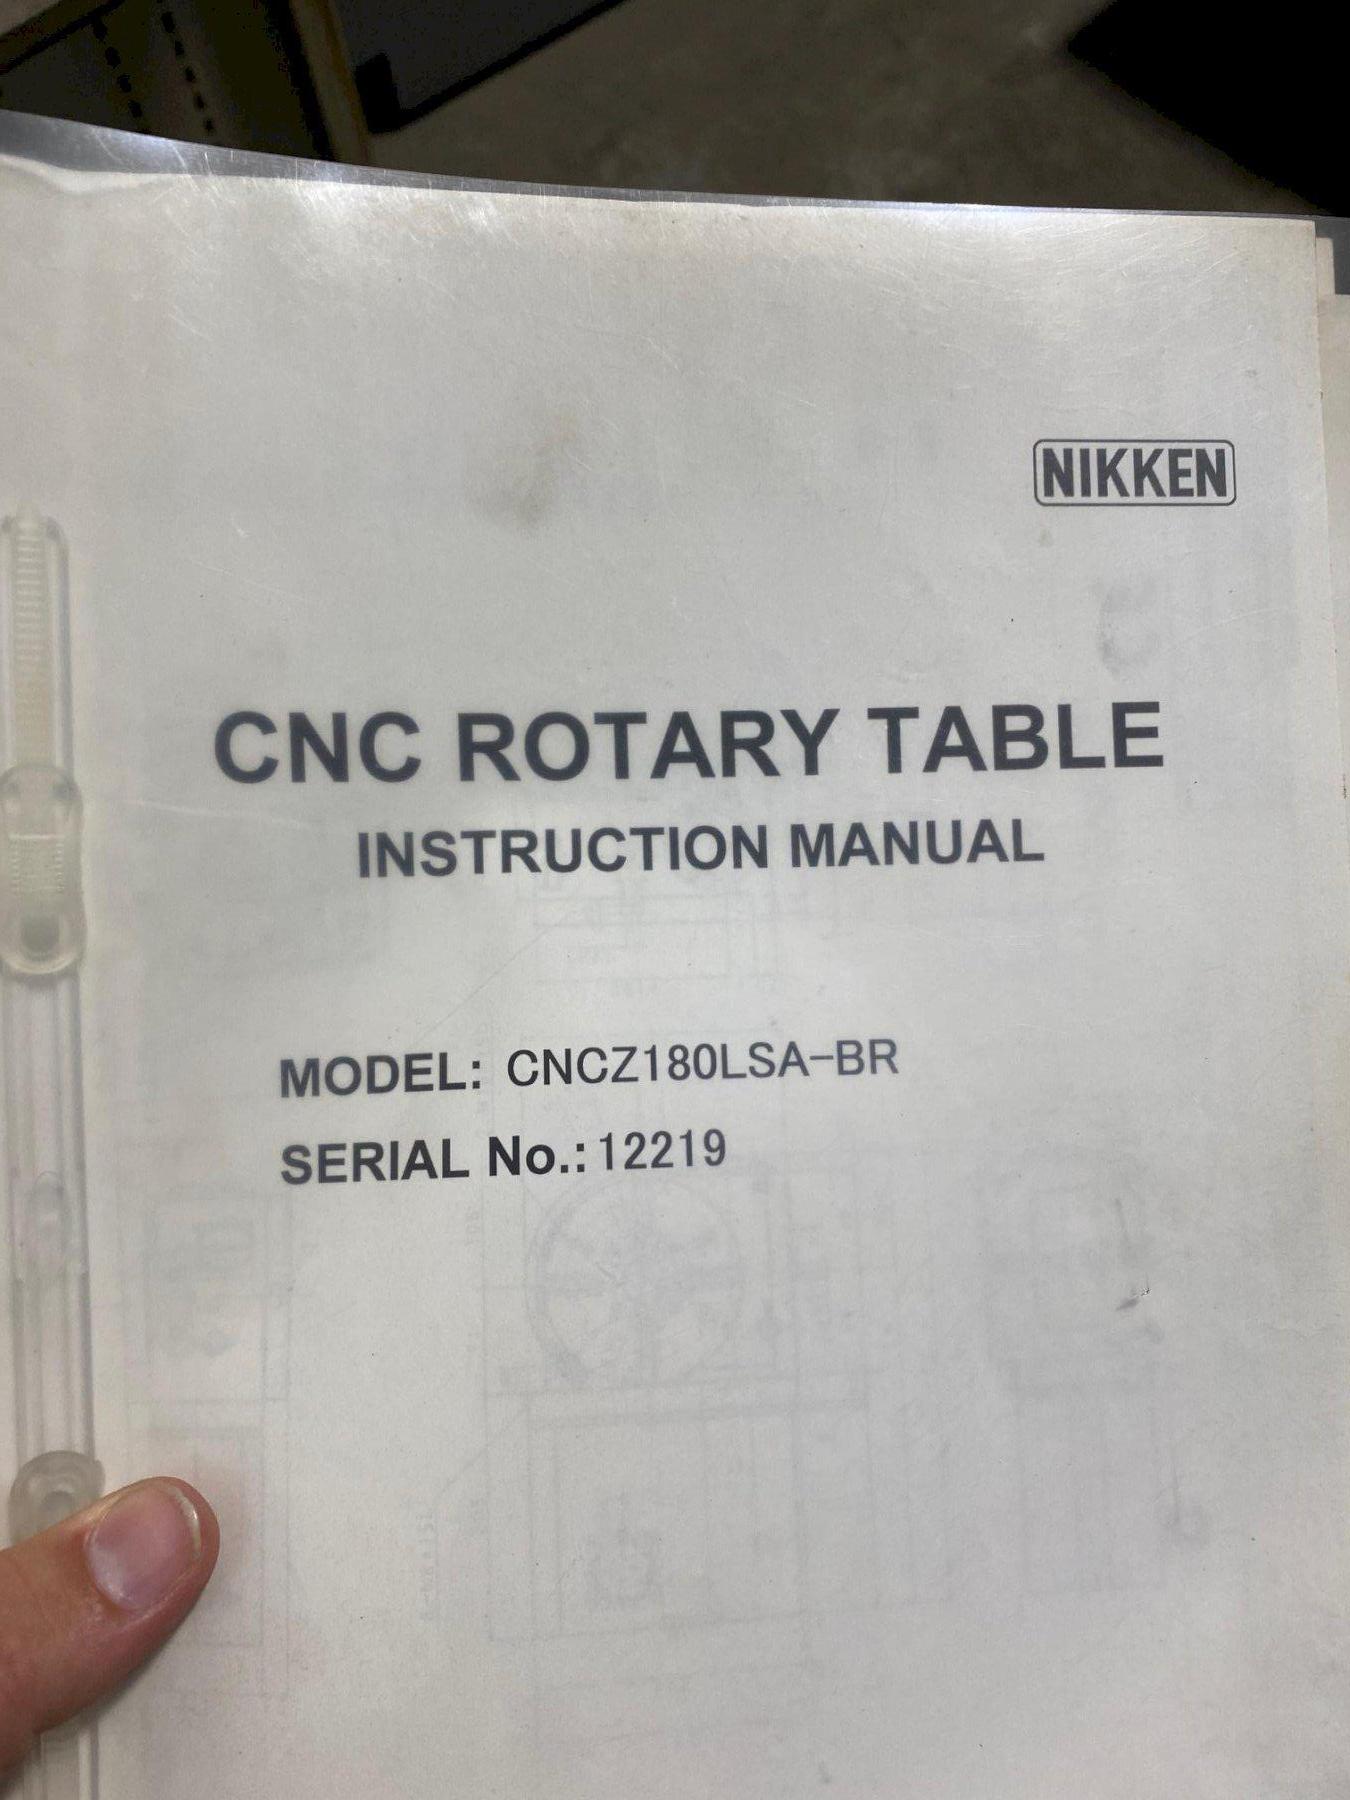 NIKKEN
CNC ROTARY TABLE
INSTRUCTION MANUAL
MODEL: CNCZ180LSA-BR
SERIAL No.: 12219